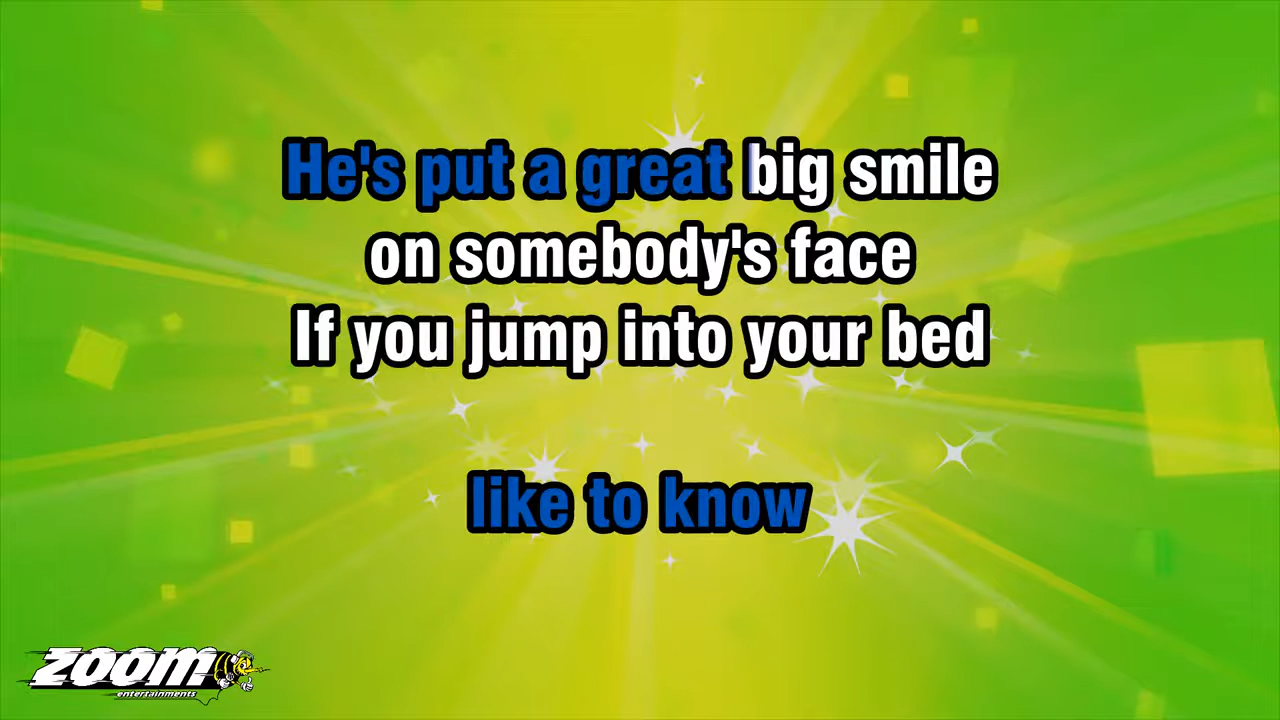 He's put a great big smile
on somebody's face
If you jump into your bed
like to know
ZOOM
entertainments